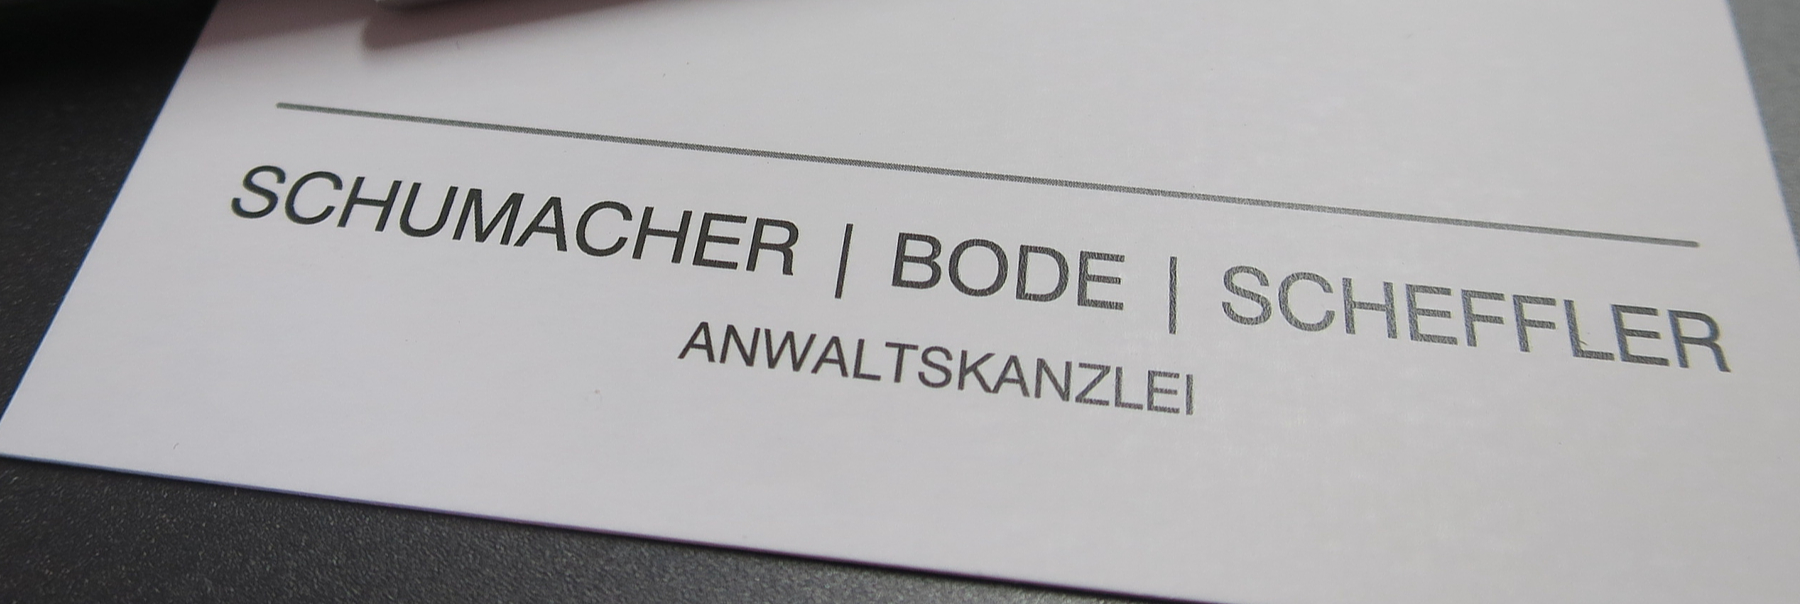 SCHUMACHER | BODE | SCHEFFLER
ANWALTSKANZLEI